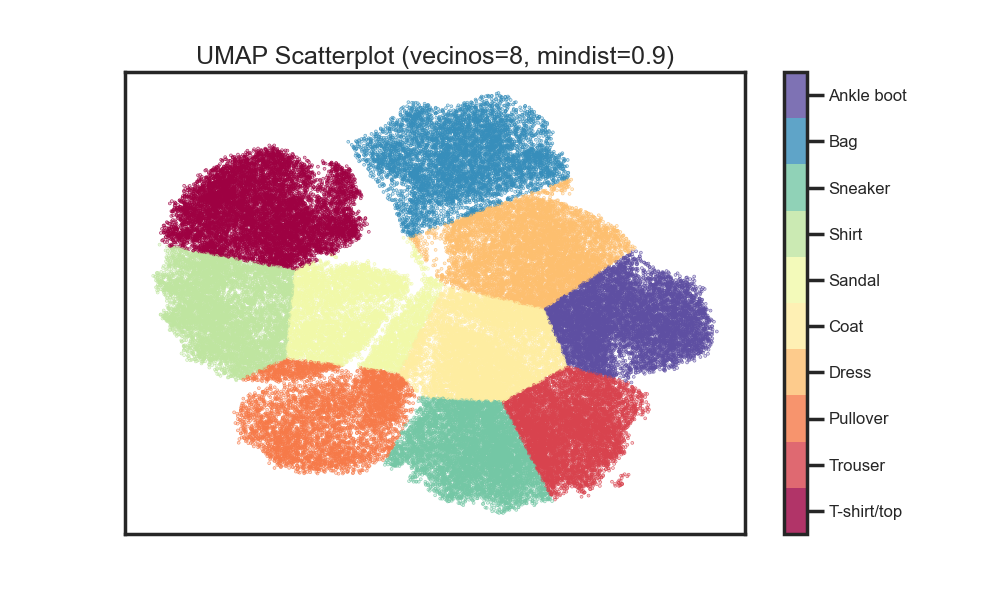 UMAP Scatterplot (vecinos=8, mindist=0.9)
Ankle boot
Bag
Sneaker
Shirt
Sandal
Coat
Dress
Pullover
Trouser
T-shirt/top